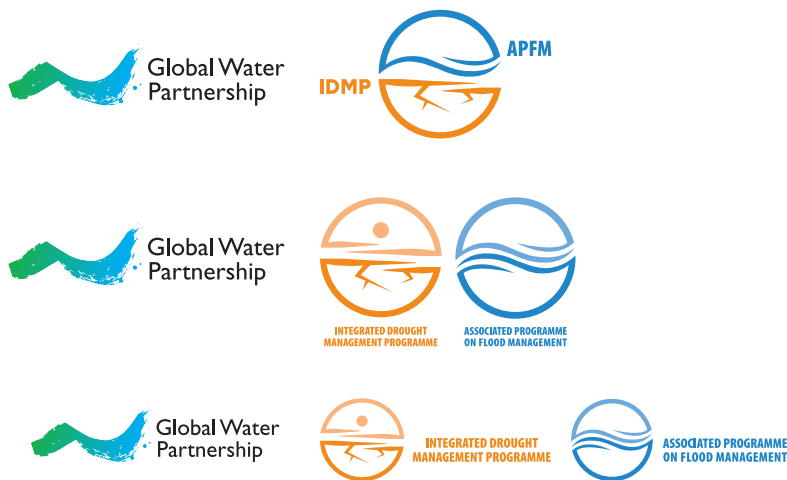 Global Water
Partnership
APFM
IDMP
Global Water
Partnership
INTEGRATED DROUGHT
MANAGEMENT PROGRAMME
ASSOCIATED PROGRAMME
ON FLOOD MANAGEMENT
Global Water
Partnership
INTEGRATED DROUGHT
MANAGEMENT PROGRAMME
ASSOCIATED PROGRAMME
ON FLOOD MANAGEMENT